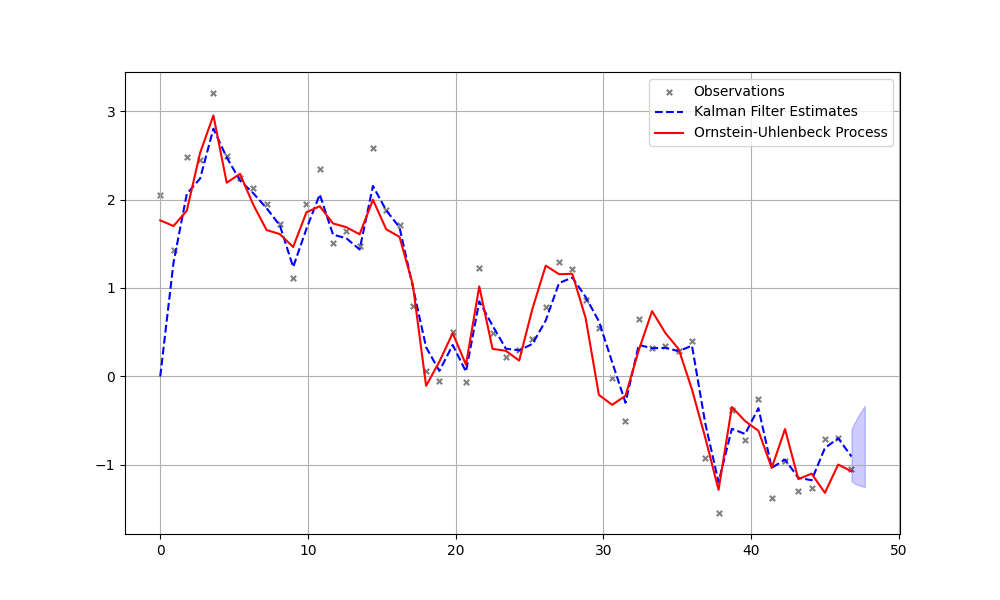 Observations
Kalman Filter Estimates
Ornstein-Uhlenbeck Process
3
2
1
0
−1
0 10 20 30 40 50